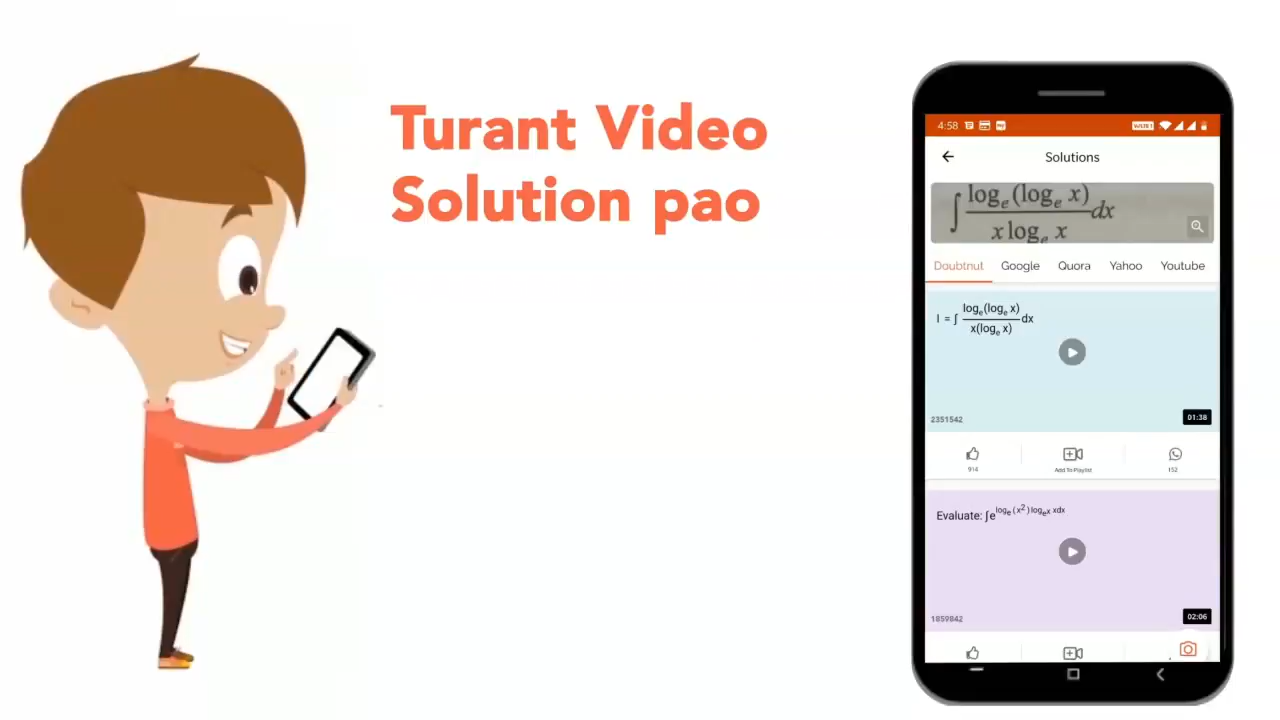 Turant Video
Solution pao
4:58
Solutions
∫ logₑ(logₑ x) / x logₑ x dx
Doubtnut Google Quora Yahoo Youtube
I = ∫ logₑ(logₑ x) / x(logₑ x) dx
2351542 01:38
914 Add To Playlist 152
Evaluate: ∫e^logₑ(x²)logₑx xdx
1859842 02:06